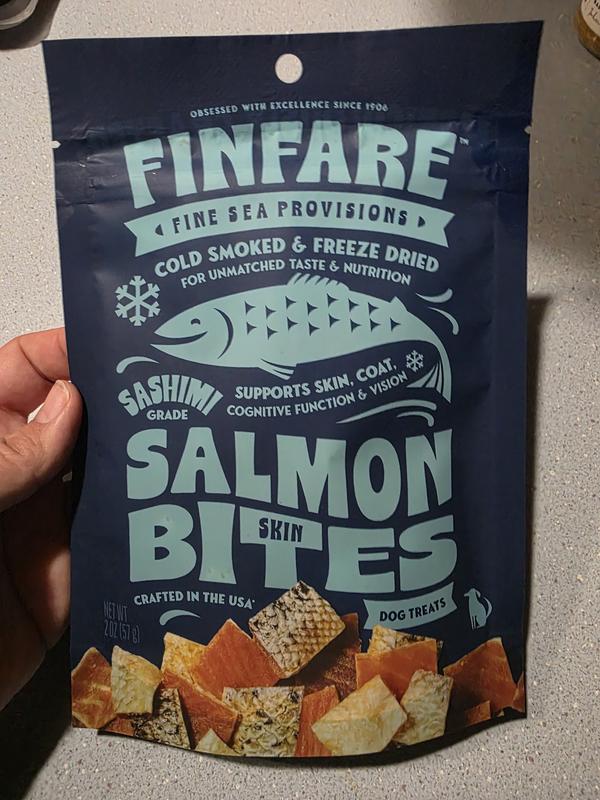 OBSESSED WITH EXCELLENCE SINCE 1906
FINFARE™
FINE SEA PROVISIONS
COLD SMOKED & FREEZE DRIED
FOR UNMATCHED TASTE & NUTRITION
SASHIMI
GRADE
SUPPORTS SKIN, COAT,
COGNITIVE FUNCTION & VISION
SALMON
SKIN
BITES
CRAFTED IN THE USA*
DOG TREATS
NET WT
2 OZ (57 g)